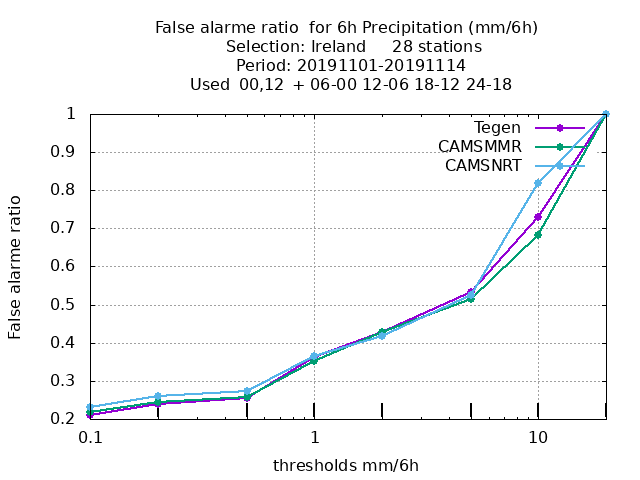 False alarme ratio  for 6h Precipitation (mm/6h)
Selection: Ireland     28 stations
Period: 20191101-20191114
Used  00,12  + 06-00 12-06 18-12 24-18
Tegen
CAMSMMR
CAMSNRT
False alarme ratio
1
0.9
0.8
0.7
0.6
0.5
0.4
0.3
0.2
0.1
1
10
thresholds mm/6h